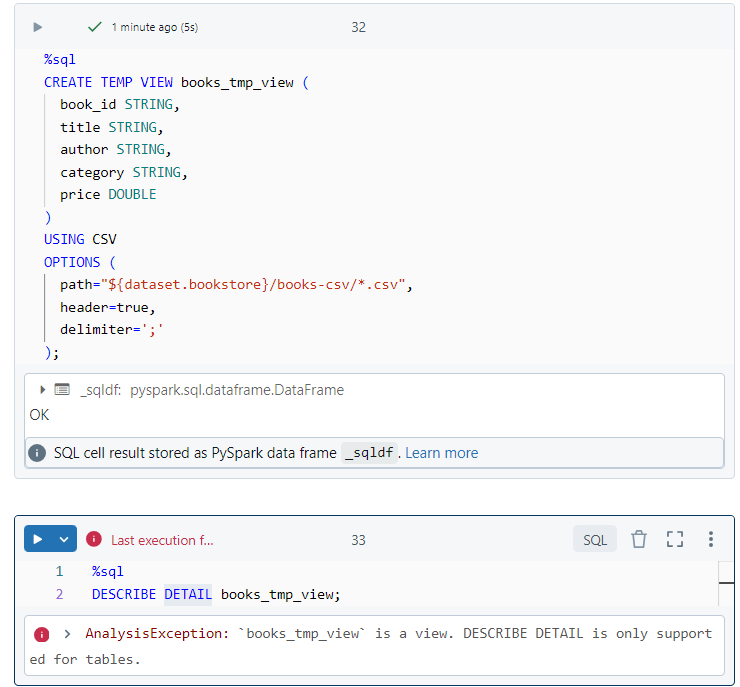 1 minute ago (5s)
32
%sql
CREATE TEMP VIEW books_tmp_view (
book_id STRING,
title STRING,
author STRING,
category STRING,
price DOUBLE
)
USING CSV
OPTIONS (
path="${dataset.bookstore}/books-csv/*.csv",
header=true,
delimiter=';'
);
_sqldf: pyspark.sql.dataframe.DataFrame
OK
SQL cell result stored as PySpark data frame _sqldf. Learn more
Last execution f...
33
SQL
1 %sql
2 DESCRIBE DETAIL books_tmp_view;
AnalysisException: `books_tmp_view` is a view. DESCRIBE DETAIL is only support
ed for tables.